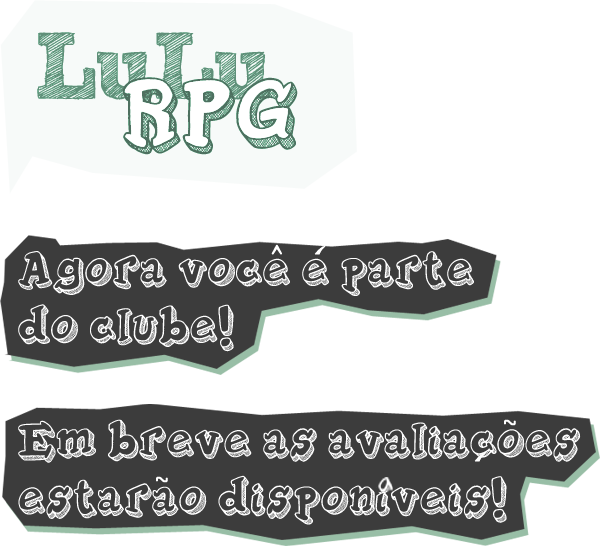 LuLu
RPG
Agora você é parte
do clube!
Em breve as avaliações
estarão disponíveis!